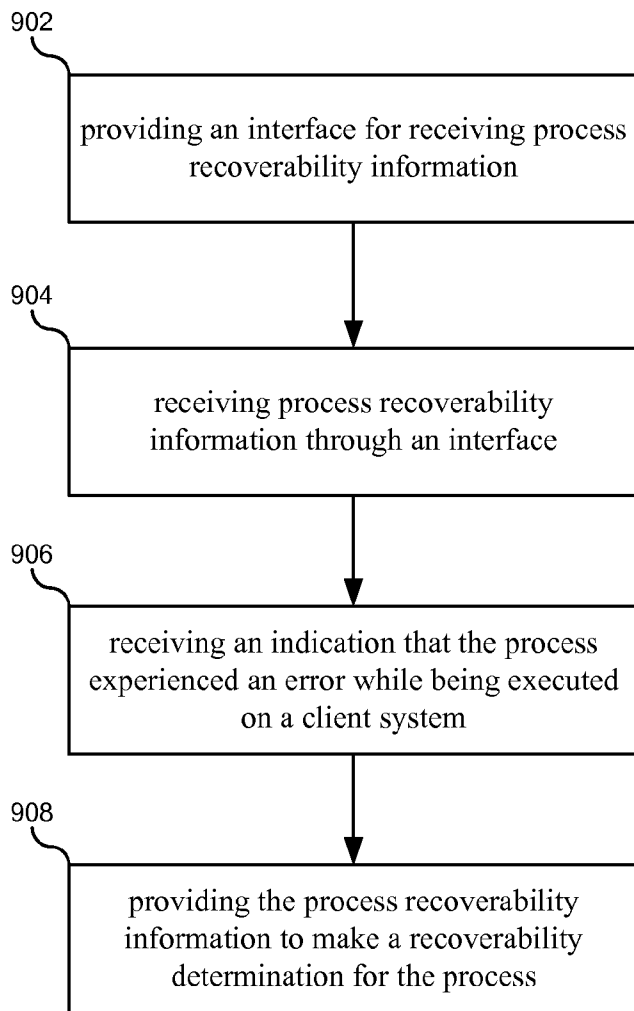 902
providing an interface for receiving process
recoverability information
904
receiving process recoverability
information through an interface
906
receiving an indication that the process
experienced an error while being executed
on a client system
908
providing the process recoverability
information to make a recoverability
determination for the process